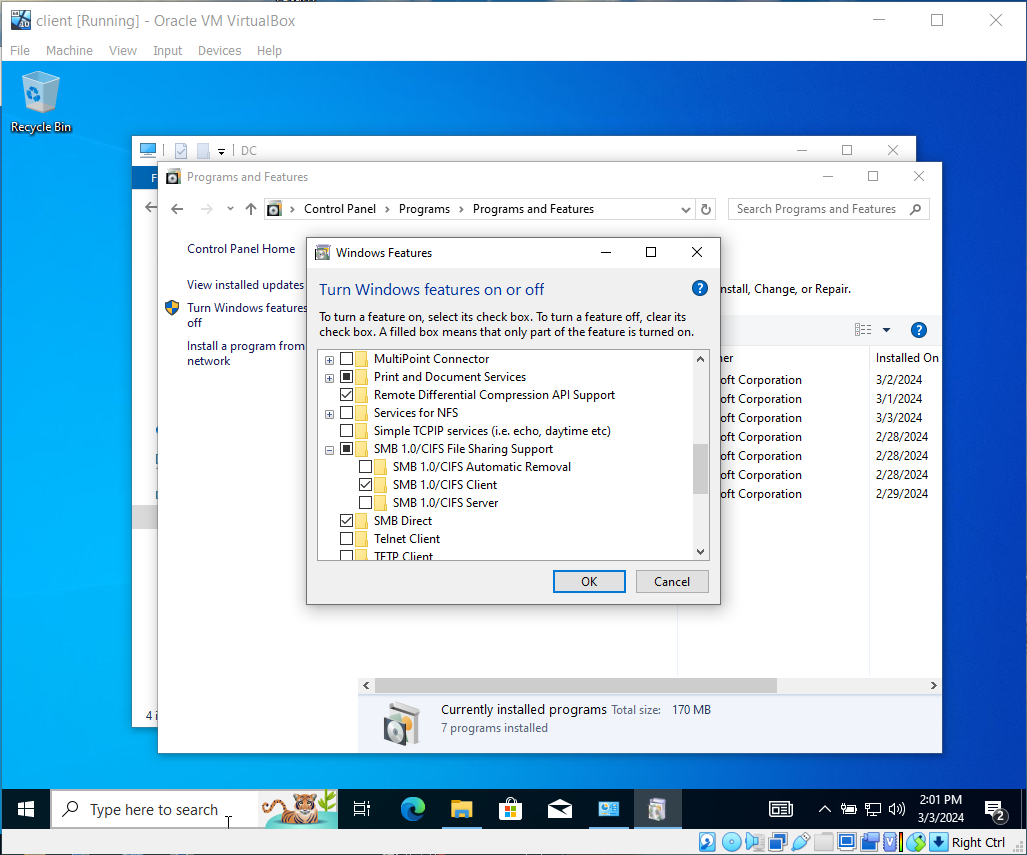 client [Running] - Oracle VM VirtualBox
File Machine View Input Devices Help
Recycle Bin
DC
F
Programs and Features
Control Panel > Programs > Programs and Features
Search Programs and Features
Control Panel Home
View installed updates
Turn Windows features
off
Install a program from
network
nstall, Change, or Repair.
Windows Features
Turn Windows features on or off
To turn a feature on, select its check box. To turn a feature off, clear its
check box. A filled box means that only part of the feature is turned on.
MultiPoint Connector
Print and Document Services
Remote Differential Compression API Support
Services for NFS
Simple TCPIP services (i.e. echo, daytime etc)
SMB 1.0/CIFS File Sharing Support
SMB 1.0/CIFS Automatic Removal
SMB 1.0/CIFS Client
SMB 1.0/CIFS Server
SMB Direct
Telnet Client
TFTP Client
OK
Cancel
her Installed On
oft Corporation 3/2/2024
oft Corporation 3/1/2024
oft Corporation 3/3/2024
oft Corporation 2/28/2024
oft Corporation 2/28/2024
oft Corporation 2/28/2024
oft Corporation 2/29/2024
4 i
Currently installed programs Total size: 170 MB
7 programs installed
Type here to search
2:01 PM
3/3/2024
2
Right Ctrl